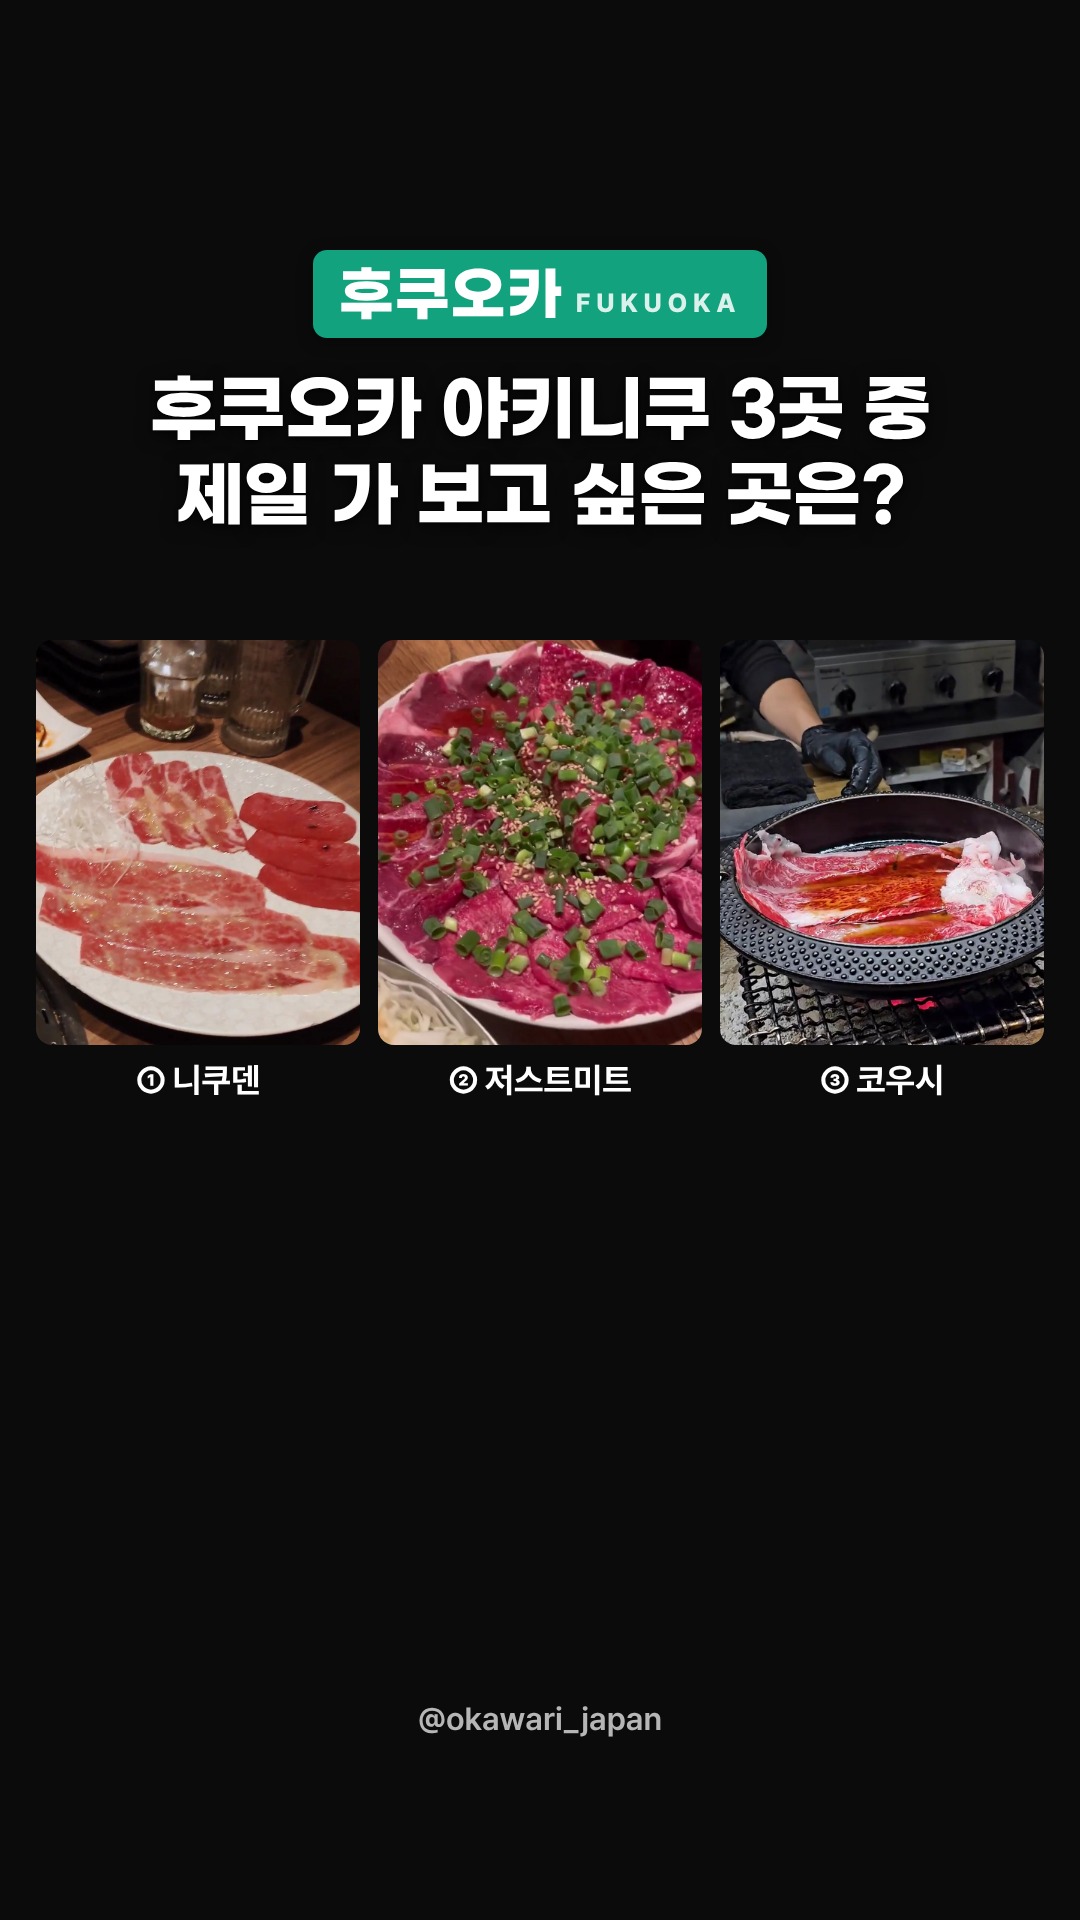 후쿠오카 FUKUOKA
후쿠오카 야키니쿠 3곳 중
제일 가 보고 싶은 곳은?
① 니쿠덴
② 저스트미트
③ 코우시
@okawari_japan